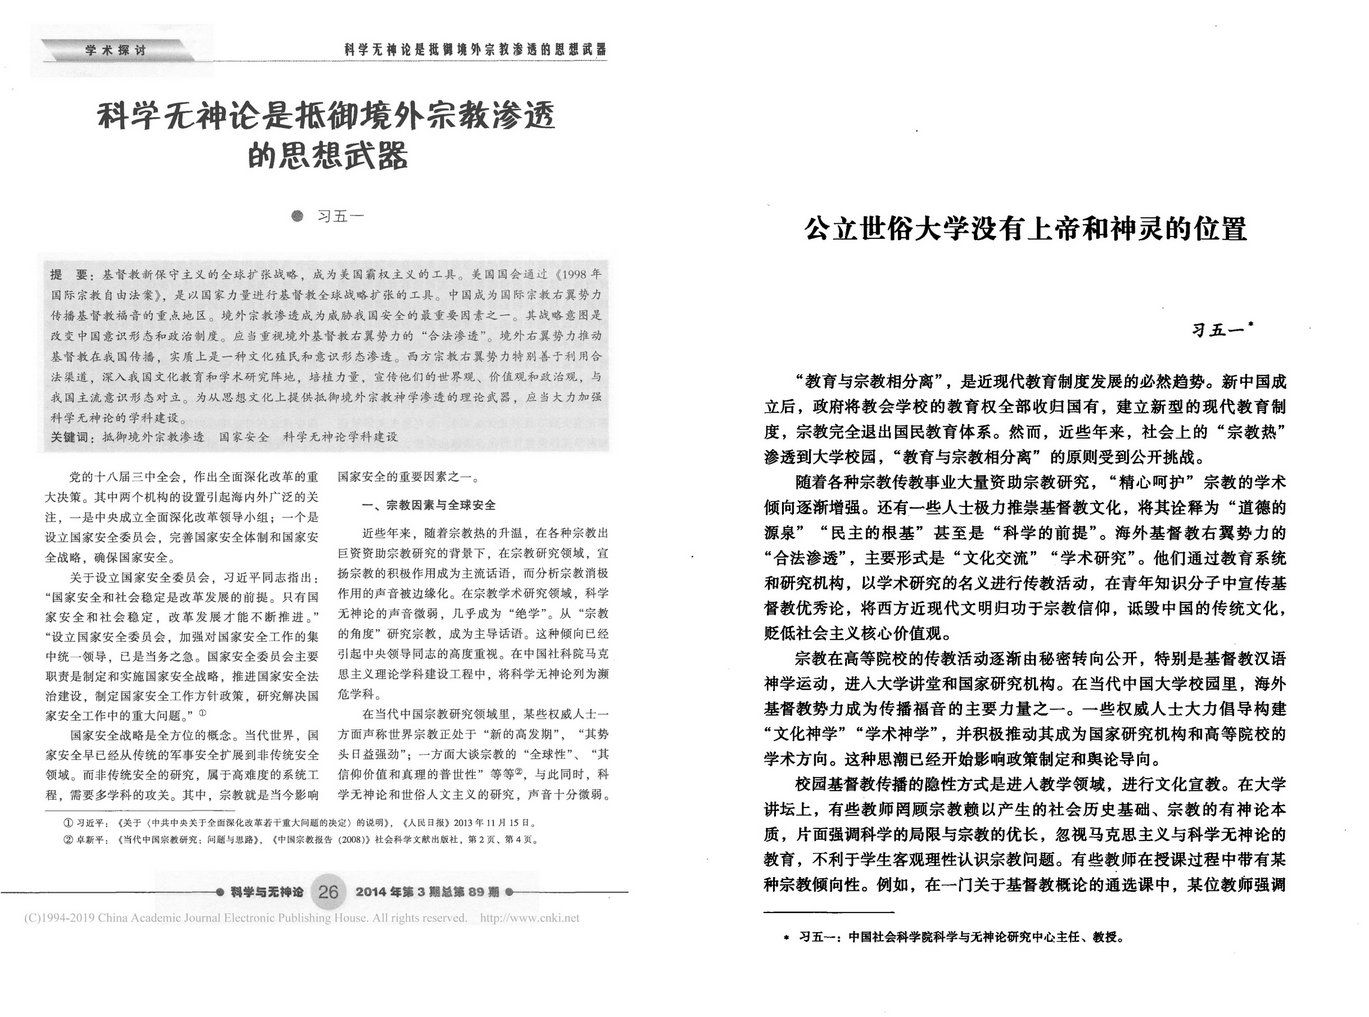 学术探讨
科学无神论是抵御境外宗教渗透的思想武器
科学无神论是抵御境外宗教渗透
的思想武器
● 习五一
提 要：基督教新保守主义的全球扩张战略，成为美国霸权主义的工具。美国国会通过《1998 年
国际宗教自由法案》，是以国家力量进行基督教全球战略扩张的工具。中国成为国际宗教右翼势力
传播基督教福音的重点地区。境外宗教渗透成为威胁我国安全的最重要因素之一。其战略意图是
改变中国意识形态和政治制度。应当重视境外基督教右翼势力的“合法渗透”。境外右翼势力推动
基督教在我国传播，实质上是一种文化殖民和意识形态渗透。西方宗教右翼势力特别善于利用合
法渠道，深入我国文化教育和学术研究阵地，培植力量，宣传他们的世界观、价值观和政治观，与
我国主流意识形态对立。为从思想文化上提供抵御境外宗教神学渗透的理论武器，应当大力加强
科学无神论的学科建设。
关键词：抵御境外宗教渗透 国家安全 科学无神论学科建设
党的十八届三中全会，作出全面深化改革的重
大决策。其中两个机构的设置引起海内外广泛的关
注，一是中央成立全面深化改革领导小组；一个是
设立国家安全委员会，完善国家安全体制和国家安
全战略，确保国家安全。
关于设立国家安全委员会，习近平同志指出：
“国家安全和社会稳定是改革发展的前提。只有国
家安全和社会稳定，改革发展才能不断推进。”
“设立国家安全委员会，加强对国家安全工作的集
中统一领导，已是当务之急。国家安全委员会主要
职责是制定和实施国家安全战略，推进国家安全法
治建设，制定国家安全工作方针政策，研究解决国
家安全工作中的重大问题。”①
国家安全战略是全方位的概念。当代世界，国
家安全早已经从传统的军事安全扩展到非传统安全
领域。而非传统安全的研究，属于高难度的系统工
程，需要多学科的攻关。其中，宗教就是当今影响
国家安全的重要因素之一。
一、宗教因素与全球安全
近些年来，随着宗教热的升温，在各种宗教出
巨资资助宗教研究的背景下，在宗教研究领域，宣
扬宗教的积极作用成为主流话语，而分析宗教消极
作用的声音被边缘化。在宗教学术研究领域，科学
无神论的声音微弱，几乎成为“绝学”。从“宗教
的角度”研究宗教，成为主导话语。这种倾向已经
引起中央领导同志的高度重视。在中国社科院马克
思主义理论学科建设工程中，将科学无神论列为濒
危学科。
在当代中国宗教研究领域里，某些权威人士一
方面声称世界宗教正处于“新的高发期”，“其势
头日益强劲”；一方面大谈宗教的“全球性”、“其
信仰价值和真理的普世性”等等②，与此同时，科
学无神论和世俗人文主义的研究，声音十分微弱。
① 习近平：《关于〈中共中央关于全面深化改革若干重大问题的决定〉的说明》，《人民日报》2013 年 11 月 15 日。
② 卓新平：《当代中国宗教研究：问题与思路》，《中国宗教报告（2008）》社会科学文献出版社，第 2 页、第 4 页。
科学与无神论 26 2014 年第 3 期总第 89 期
(C)1994-2019 China Academic Journal Electronic Publishing House. All rights reserved. http://www.cnki.net
公立世俗大学没有上帝和神灵的位置
习五一*
“教育与宗教相分离”，是近现代教育制度发展的必然趋势。新中国成
立后，政府将教会学校的教育权全部收归国有，建立新型的现代教育制
度，宗教完全退出国民教育体系。然而，近些年来，社会上的“宗教热”
渗透到大学校园，“教育与宗教相分离”的原则受到公开挑战。
随着各种宗教传教事业大量资助宗教研究，“精心呵护”宗教的学术
倾向逐渐增强。还有一些人士极力推崇基督教文化，将其诠释为“道德的
源泉”“民主的根基”甚至是“科学的前提”。海外基督教右翼势力的
“合法渗透”，主要形式是“文化交流”“学术研究”。他们通过教育系统
和研究机构，以学术研究的名义进行传教活动，在青年知识分子中宣传基
督教优秀论，将西方近现代文明归功于宗教信仰，诋毁中国的传统文化，
贬低社会主义核心价值观。
宗教在高等院校的传教活动逐渐由秘密转向公开，特别是基督教汉语
神学运动，进入大学讲堂和国家研究机构。在当代中国大学校园里，海外
基督教势力成为传播福音的主要力量之一。一些权威人士大力倡导构建
“文化神学”“学术神学”，并积极推动其成为国家研究机构和高等院校的
学术方向。这种思潮已经开始影响政策制定和舆论导向。
校园基督教传播的隐性方式是进入教学领域，进行文化宣教。在大学
讲坛上，有些教师罔顾宗教赖以产生的社会历史基础、宗教的有神论本
质，片面强调科学的局限与宗教的优长，忽视马克思主义与科学无神论的
教育，不利于学生客观理性认识宗教问题。有些教师在授课过程中带有某
种宗教倾向性。例如，在一门关于基督教概论的通选课中，某位教师强调
* 习五一：中国社会科学院科学与无神论研究中心主任、教授。